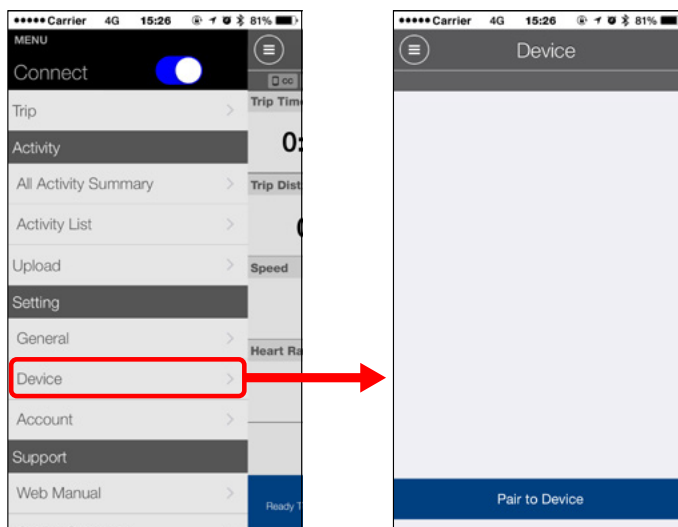 Carrier 4G 15:26 81%
MENU
Connect
Trip
Activity
All Activity Summary
Activity List
Upload
Setting
General
Device
Account
Support
Web Manual
CC
Trip Tim
0:
Trip Dist
Speed
Heart Ra
Ready T
Carrier 4G 15:26 81%
Device
Pair to Device